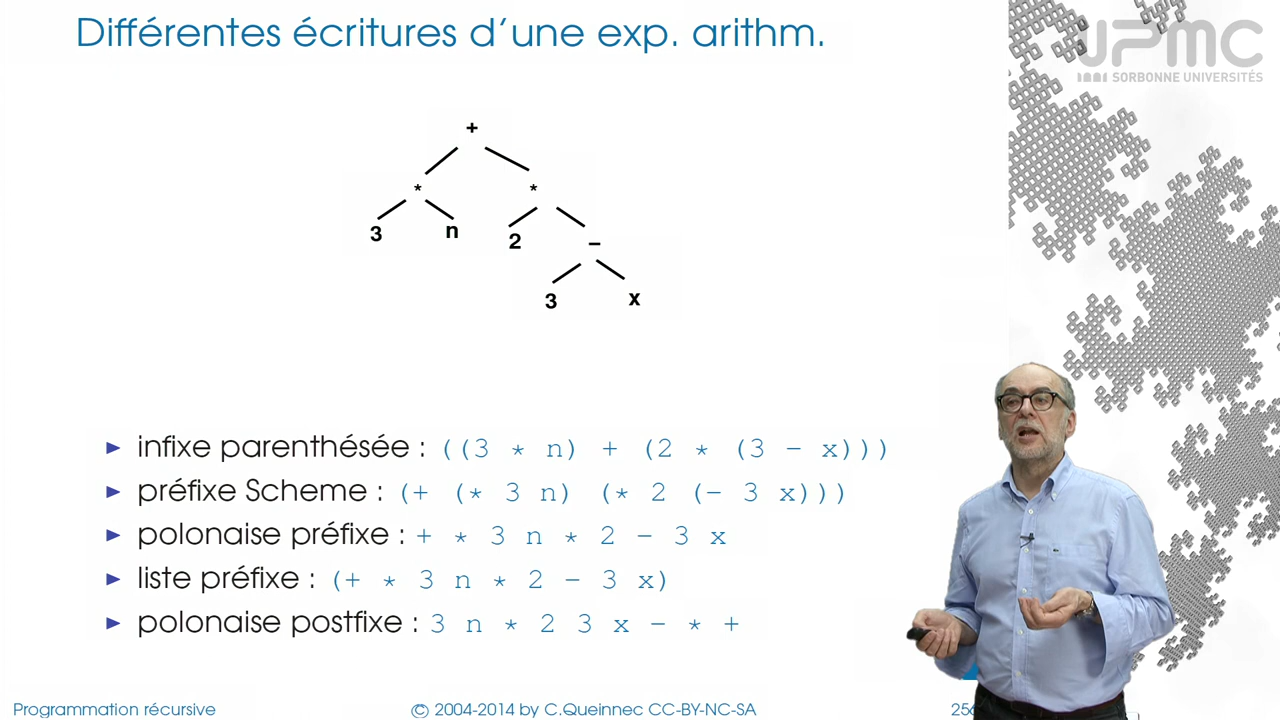 Différentes écritures d'une exp. arithm.
UPMC
SORBONNE UNIVERSITÉS
+
* *
3 n 2 –
3 x
► infixe parenthésée : ((3 * n) + (2 * (3 - x)))
► préfixe Scheme : (+ (* 3 n) (* 2 (- 3 x)))
► polonaise préfixe : + * 3 n * 2 - 3 x
► liste préfixe : (+ * 3 n * 2 - 3 x)
► polonaise postfixe : 3 n * 2 3 x - * +
Programmation récursive © 2004-2014 by C.Queinnec CC-BY-NC-SA